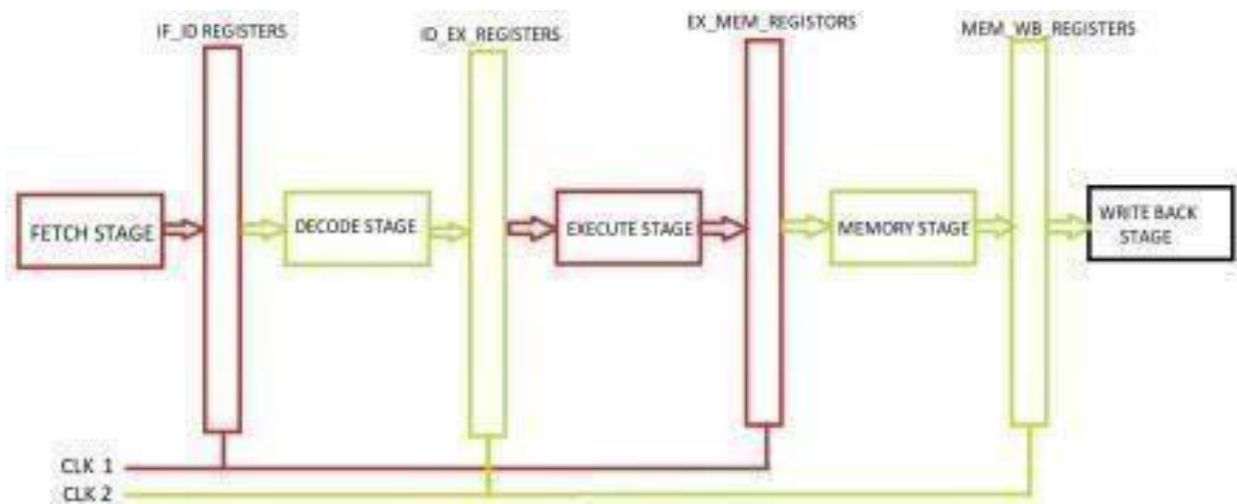 IF_ID REGISTERS
ID_EX_REGISTERS
EX_MEM_REGISTORS
MEM_WB_REGISTERS
FETCH STAGE
DECODE STAGE
EXECUTE STAGE
MEMORY STAGE
WRITE BACK
STAGE
CLK 1
CLK 2